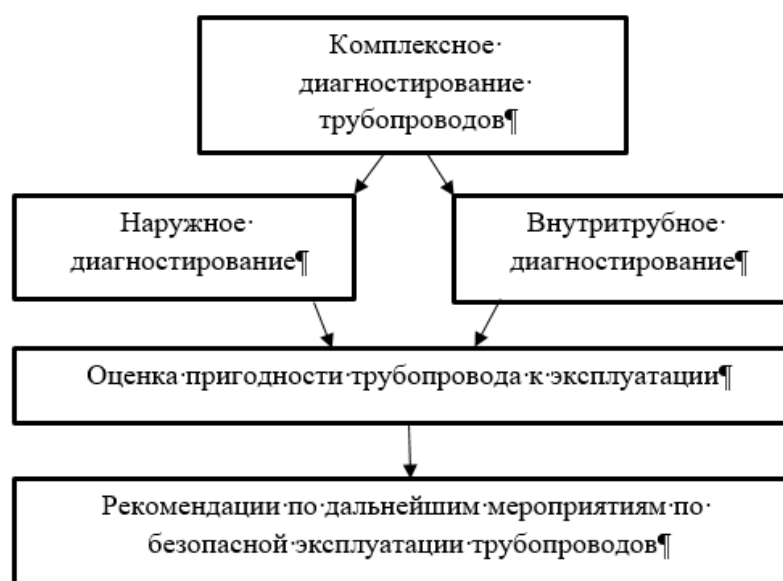 Комплексное·
диагностирование·
трубопроводов¶
Наружное·
диагностирование¶
Внутритрубное·
диагностирование¶
Оценка·пригодности·трубопровода·к·эксплуатации¶
Рекомендации·по·дальнейшим·мероприятиям·по·
безопасной·эксплуатации·трубопроводов¶